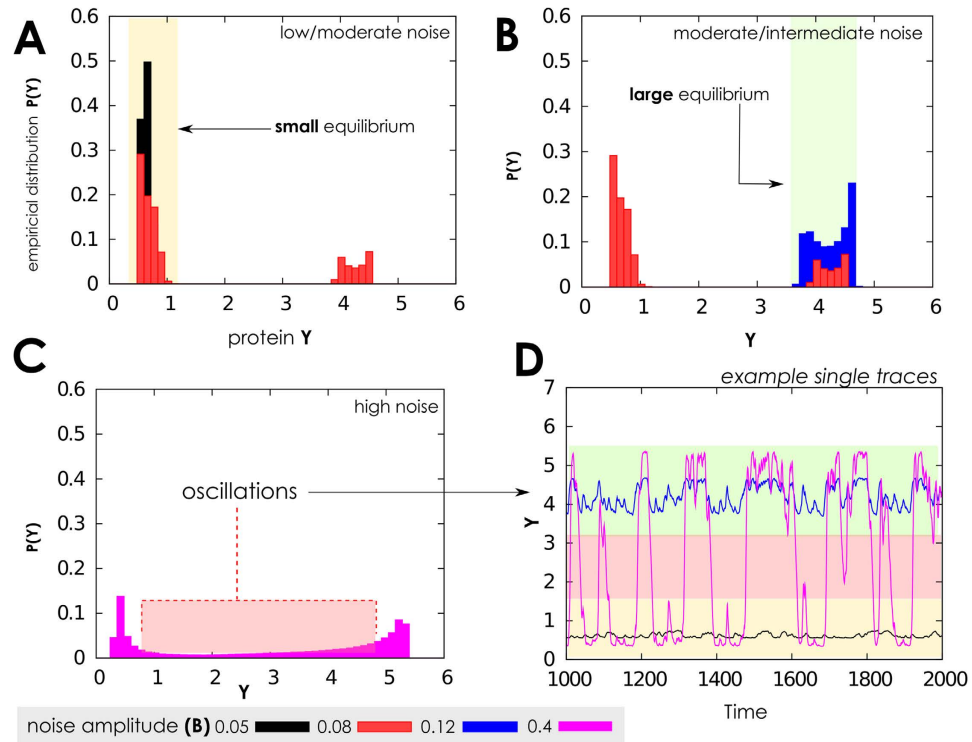 A
low/moderate noise
0.6
0.5
0.4
0.3
0.2
0.1
0
empiricial distribution P(Y)
small equilibrium
0 1 2 3 4 5 6
protein Y
B
moderate/intermediate noise
0.6
0.5
0.4
0.3
0.2
0.1
0
P(Y)
large equilibrium
0 1 2 3 4 5 6
Y
C
high noise
0.6
0.5
0.4
0.3
0.2
0.1
0
P(Y)
oscillations
0 1 2 3 4 5 6
Y
D
example single traces
7
6
5
4
3
2
1
0
Y
1000 1200 1400 1600 1800 2000
Time
noise amplitude (B) 0.05 0.08 0.12 0.4